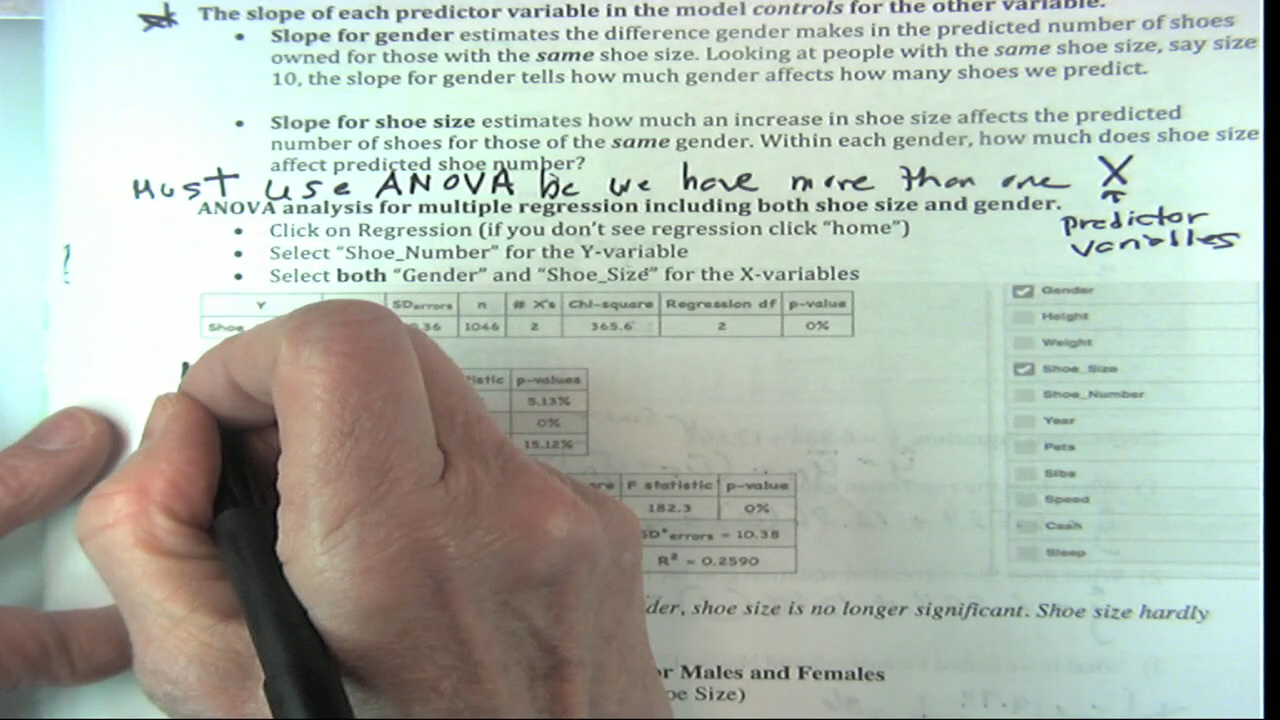 The slope of each predictor variable in the model controls for the other variable.
• Slope for gender estimates the difference gender makes in the predicted number of shoes
owned for those with the same shoe size. Looking at people with the same shoe size, say size
10, the slope for gender tells how much gender affects how many shoes we predict.
• Slope for shoe size estimates how much an increase in shoe size affects the predicted
number of shoes for those of the same gender. Within each gender, how much does shoe size
affect predicted shoe number?
Must use ANOVA bc we have more than one X
ANOVA analysis for multiple regression including both shoe size and gender.
predictor
variables
• Click on Regression (if you don't see regression click "home")
• Select "Shoe_Number" for the Y-variable
• Select both "Gender" and "Shoe_Size" for the X-variables
Y SDerrors n # X's Chi-square Regression df p-value
Shoe 1046 2 365.6 2 0%
p-values
5.13%
0%
15.12%
F statistic p-value
182.3 0%
SD+errors = 10.38
R² = 0.2590
Gender
Height
Weight
Shoe_Size
Shoe_Number
Year
Pets
Sibs
Speed
Cash
Sleep
shoe size is no longer significant. Shoe size hardly
Males and Females
Size)